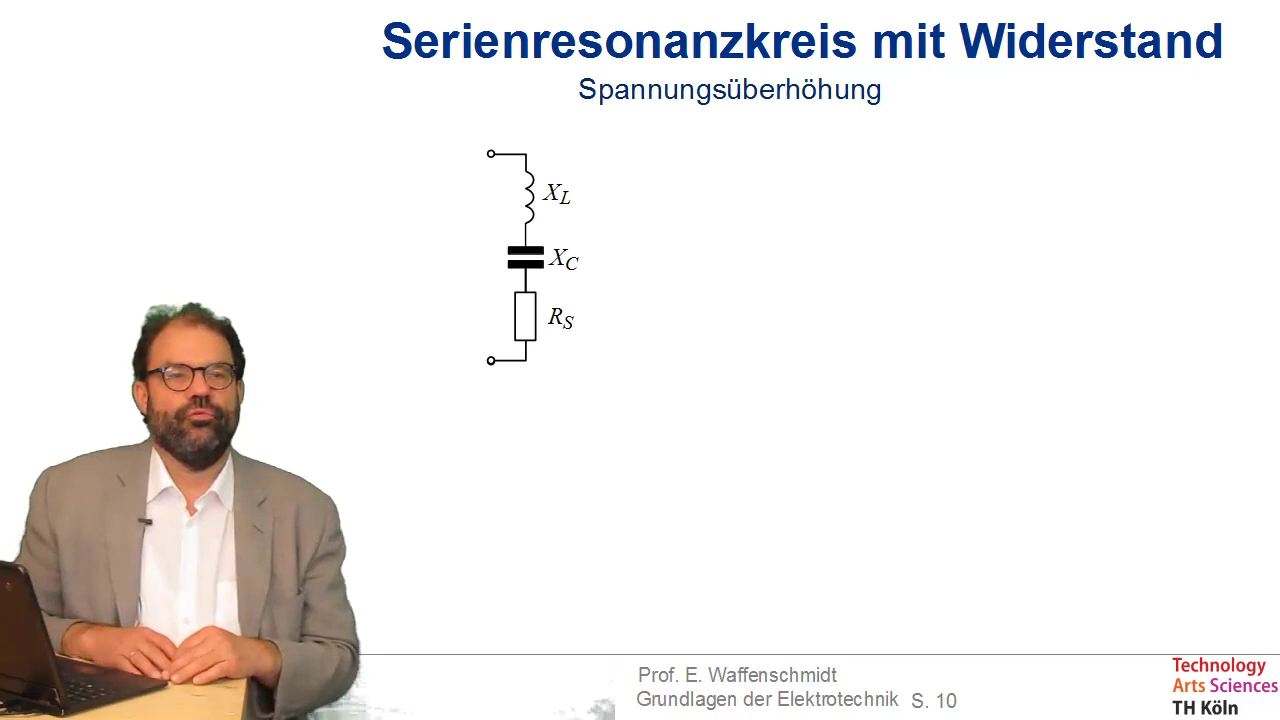 Serienresonanzkreis mit Widerstand
Spannungsüberhöhung
X_L
X_C
R_S
Prof. E. Waffenschmidt
Grundlagen der Elektrotechnik S. 10
Technology
Arts Sciences
TH Köln